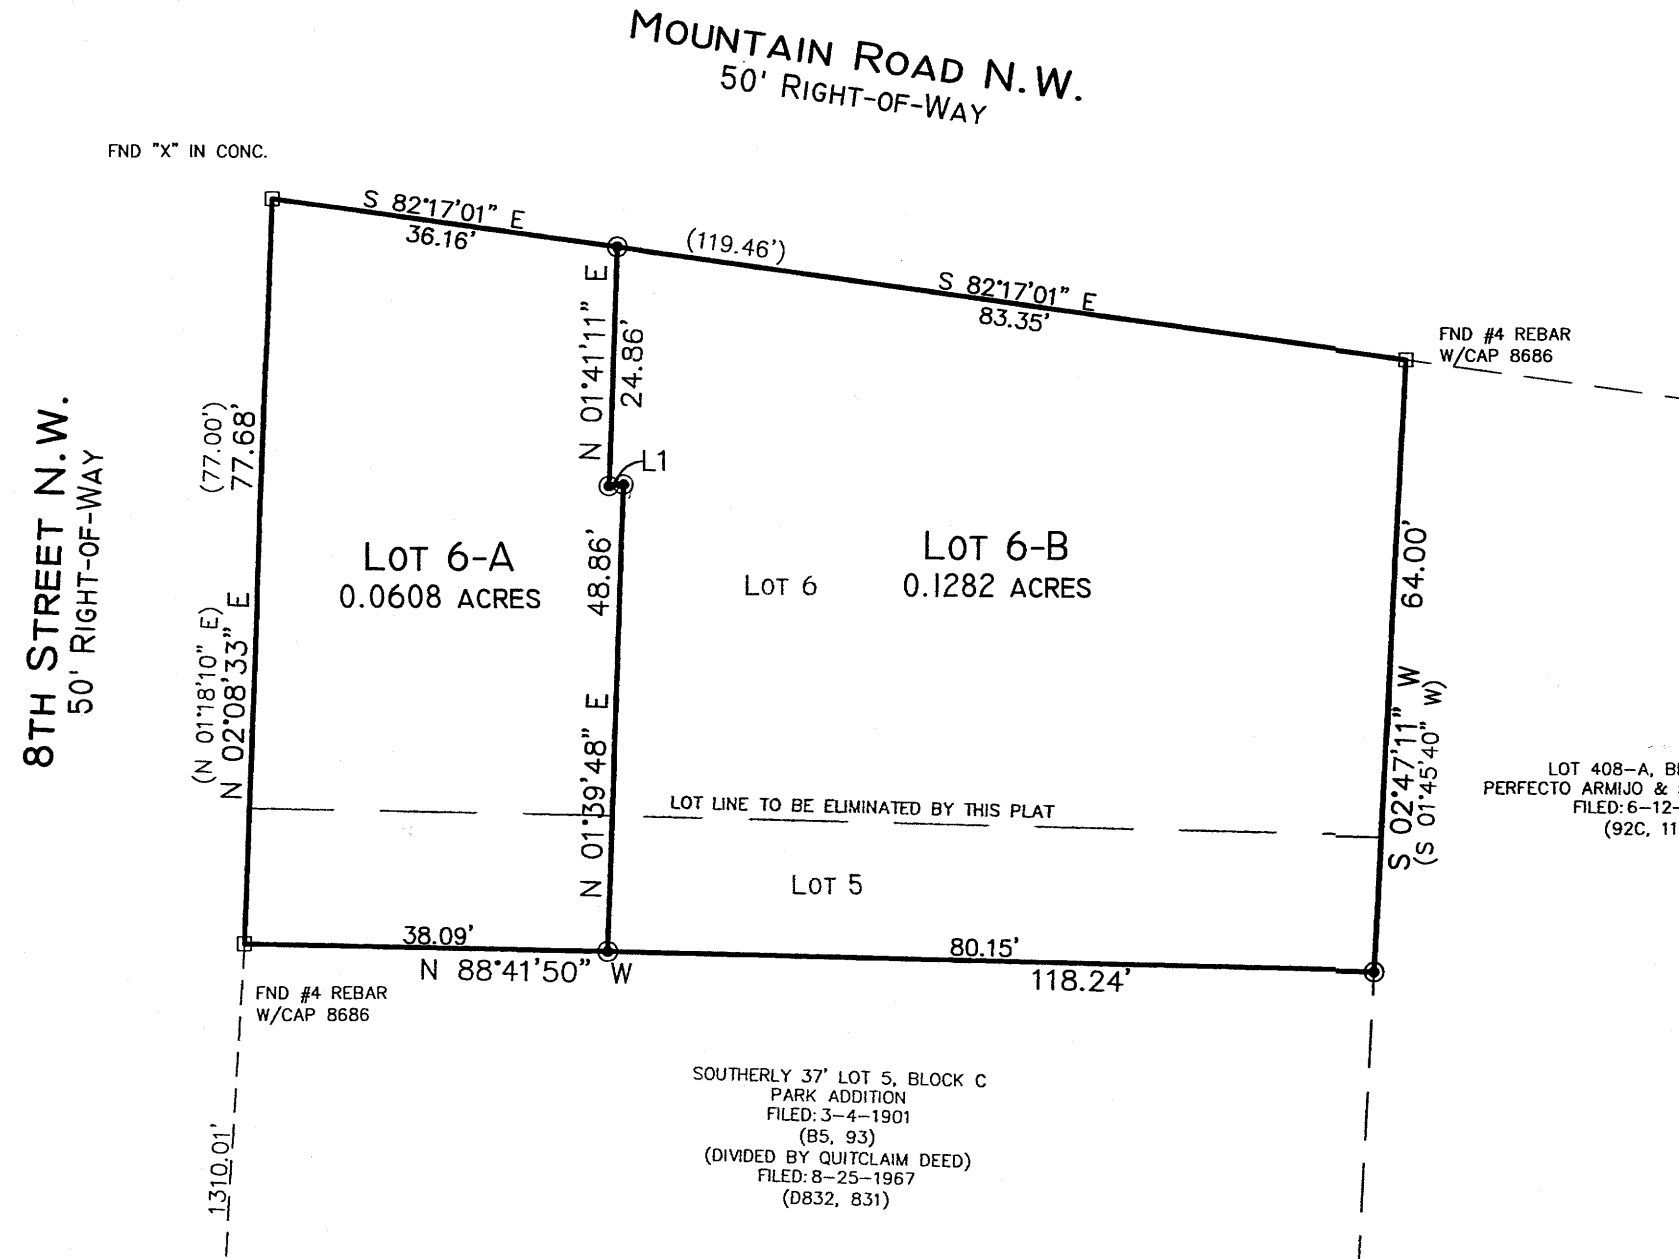 MOUNTAIN ROAD N.W.
50' RIGHT-OF-WAY
FND "X" IN CONC.
S 82°17'01" E
36.16'
(119.46')
S 82°17'01" E
83.35'
FND #4 REBAR
W/CAP 8686
N 01°41'11" E
24.86'
L1
8TH STREET N.W.
50' RIGHT-OF-WAY
(77.00')
77.68'
(N 01°18'10" E)
N 02°08'33" E
LOT 6-A
0.0608 ACRES
48.86'
N 01°39'48" E
LOT 6
LOT 6-B
0.1282 ACRES
64.00'
S 02°47'11" W
(S 01°45'40" W)
LOT LINE TO BE ELIMINATED BY THIS PLAT
LOT 5
LOT 408-A,
PERFECTO ARMIJO &
FILED: 6-12-
(92C, 11
38.09'
N 88°41'50" W
80.15'
118.24'
FND #4 REBAR
W/CAP 8686
1310.01'
SOUTHERLY 37' LOT 5, BLOCK C
PARK ADDITION
FILED: 3-4-1901
(B5, 93)
(DIVIDED BY QUITCLAIM DEED)
FILED: 8-25-1967
(D832, 831)